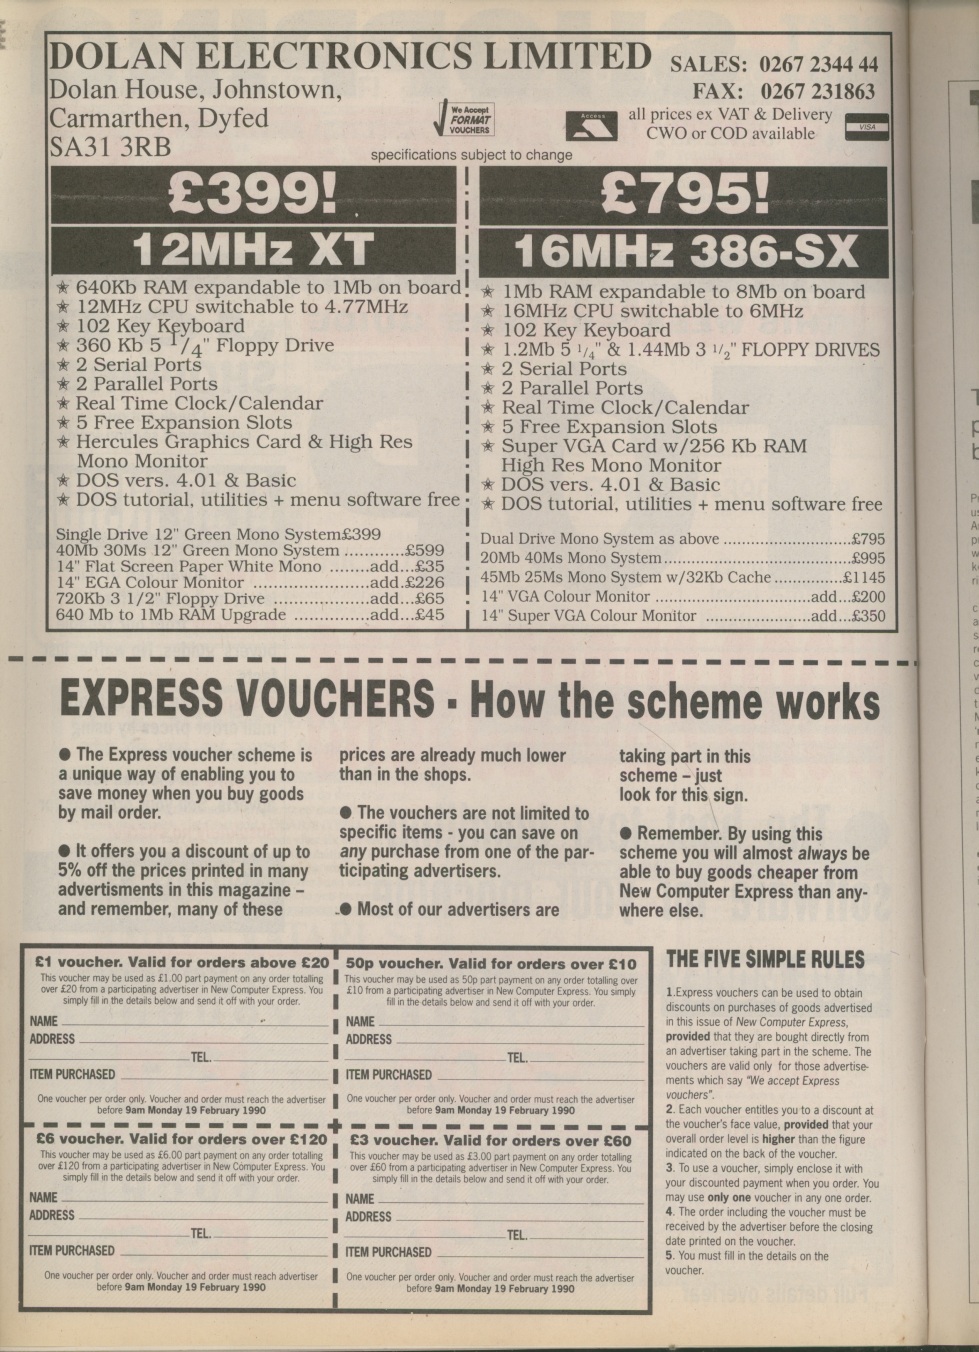 DOLAN ELECTRONICS LIMITED
Dolan House, Johnstown,
Carmarthen, Dyfed
SA31 3RB
SALES: 0267 2344 44
FAX: 0267 231863
We Accept
FORMAT
VOUCHERS
Access
all prices ex VAT & Delivery
CWO or COD available
VISA
specifications subject to change
£399!
12MHz XT
★ 640Kb RAM expandable to 1Mb on board
★ 12MHz CPU switchable to 4.77MHz
★ 102 Key Keyboard
★ 360 Kb 5 1/4" Floppy Drive
★ 2 Serial Ports
★ 2 Parallel Ports
★ Real Time Clock/Calendar
★ 5 Free Expansion Slots
★ Hercules Graphics Card & High Res
Mono Monitor
★ DOS vers. 4.01 & Basic
★ DOS tutorial, utilities + menu software free
Single Drive 12" Green Mono System£399
40Mb 30Ms 12" Green Mono System ............£599
14" Flat Screen Paper White Mono ........add...£35
14" EGA Colour Monitor ....................add.£226
720Kb 3 1/2" Floppy Drive .................add...£65
640 Mb to 1Mb RAM Upgrade ..............add...£45
£795!
16MHz 386-SX
★ 1Mb RAM expandable to 8Mb on board
★ 16MHz CPU switchable to 6MHz
★ 102 Key Keyboard
★ 1.2Mb 5 1/4" & 1.44Mb 3 1/2" FLOPPY DRIVES
★ 2 Serial Ports
★ 2 Parallel Ports
★ Real Time Clock/Calendar
★ 5 Free Expansion Slots
★ Super VGA Card w/256 Kb RAM
High Res Mono Monitor
★ DOS vers. 4.01 & Basic
★ DOS tutorial, utilities + menu software free
Dual Drive Mono System as above ..........................£795
20Mb 40Ms Mono System......................................£995
45Mb 25Ms Mono System w/32Kb Cache ..............£1145
14" VGA Colour Monitor ...............................add...£200
14" Super VGA Colour Monitor .....................add...£350
EXPRESS VOUCHERS - How the scheme works
● The Express voucher scheme is
a unique way of enabling you to
save money when you buy goods
by mail order.
● It offers you a discount of up to
5% off the prices printed in many
advertisments in this magazine –
and remember, many of these
prices are already much lower
than in the shops.
● The vouchers are not limited to
specific items - you can save on
any purchase from one of the par-
ticipating advertisers.
● Most of our advertisers are
taking part in this
scheme – just
look for this sign.
● Remember. By using this
scheme you will almost always be
able to buy goods cheaper from
New Computer Express than any-
where else.
£1 voucher. Valid for orders above £20
This voucher may be used as £1.00 part payment on any order totalling
over £20 from a participating advertiser in New Computer Express. You
simply fill in the details below and send it off with your order.
NAME
ADDRESS
TEL.
ITEM PURCHASED
One voucher per order only. Voucher and order must reach the advertiser
before 9am Monday 19 February 1990
50p voucher. Valid for orders over £10
This voucher may be used as 50p part payment on any order totalling over
£10 from a participating advertiser in New Computer Express. You simply
fill in the details below and send it off with your order.
NAME
ADDRESS
TEL.
ITEM PURCHASED
One voucher per order only. Voucher and order must reach the advertiser
before 9am Monday 19 February 1990
£6 voucher. Valid for orders over £120
This voucher may be used as £6.00 part payment on any order totalling
over £120 from a participating advertiser in New Computer Express. You
simply fill in the details below and send it off with your order.
NAME
ADDRESS
TEL.
ITEM PURCHASED
One voucher per order only. Voucher and order must reach advertiser
before 9am Monday 19 February 1990
£3 voucher. Valid for orders over £60
This voucher may be used as £3.00 part payment on any order totalling
over £60 from a participating advertiser in New Computer Express. You
simply fill in the details below and send it off with your order.
NAME
ADDRESS
TEL.
ITEM PURCHASED
One voucher per order only. Voucher and order must reach the advertiser
before 9am Monday 19 February 1990
THE FIVE SIMPLE RULES
1.Express vouchers can be used to obtain
discounts on purchases of goods advertised
in this issue of New Computer Express,
provided that they are bought directly from
an advertiser taking part in the scheme. The
vouchers are valid only for those advertise-
ments which say "We accept Express
vouchers".
2. Each voucher entitles you to a discount at
the voucher's face value, provided that your
overall order level is higher than the figure
indicated on the back of the voucher.
3. To use a voucher, simply enclose it with
your discounted payment when you order. You
may use only one voucher in any one order.
4. The order including the voucher must be
received by the advertiser before the closing
date printed on the voucher.
5. You must fill in the details on the
voucher.